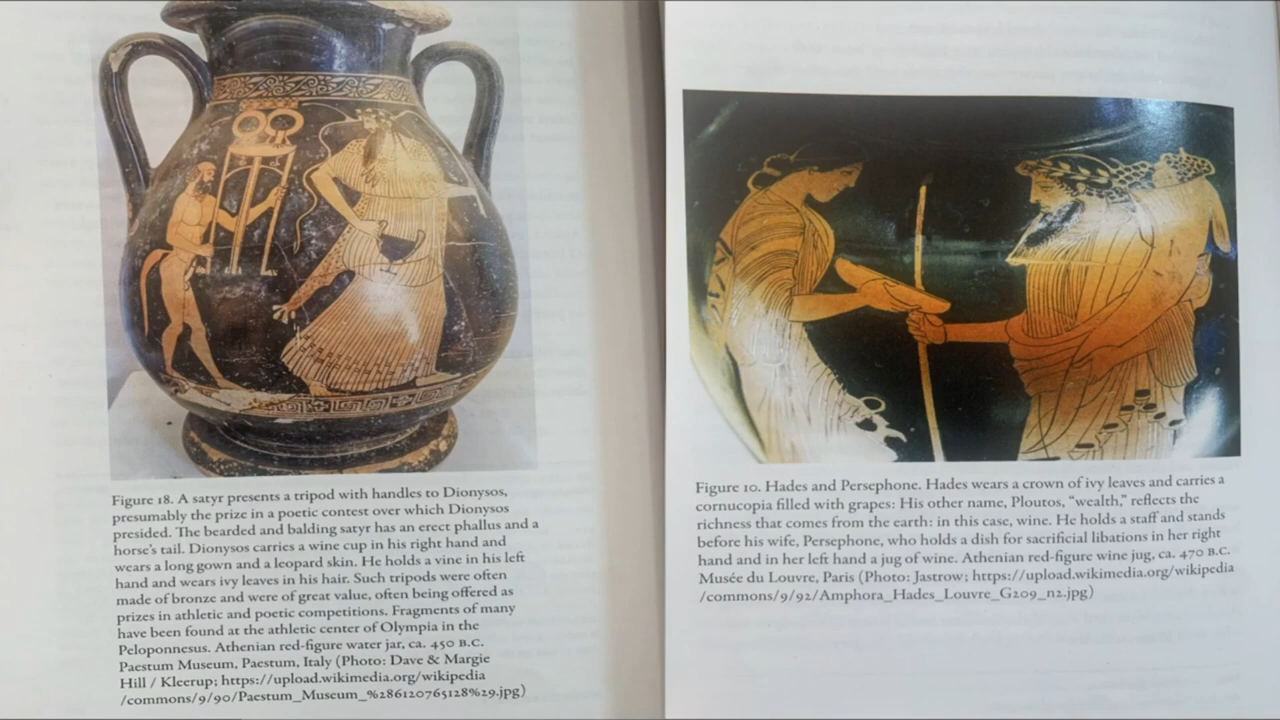 Figure 18. A satyr presents a tripod with handles to Dionysos,
presumably the prize in a poetic contest over which Dionysos
presided. The bearded and balding satyr has an erect phallus and a
horse's tail. Dionysos carries a wine cup in his right hand and
wears a long gown and a leopard skin. He holds a vine in his left
hand and wears ivy leaves in his hair. Such tripods were often
made of bronze and were of great value, often being offered as
prizes in athletic and poetic competitions. Fragments of many
have been found at the athletic center of Olympia in the
Peloponnesus. Athenian red-figure water jar, ca. 450 B.C.
Paestum Museum, Paestum, Italy (Photo: Dave & Margie
Hill / Kleerup; https://upload.wikimedia.org/wikipedia
/commons/9/90/Paestum_Museum_%286120765128%29.jpg)
Figure 10. Hades and Persephone. Hades wears a crown of ivy leaves and carries a
cornucopia filled with grapes: His other name, Ploutos, “wealth,” reflects the
richness that comes from the earth: in this case, wine. He holds a staff and stands
before his wife, Persephone, who holds a dish for sacrificial libations in her right
hand and in her left hand a jug of wine. Athenian red-figure wine jug, ca. 470 B.C.
Musée du Louvre, Paris (Photo: Jastrow; https://upload.wikimedia.org/wikipedia
/commons/9/92/Amphora_Hades_Louvre_G209_n2.jpg)